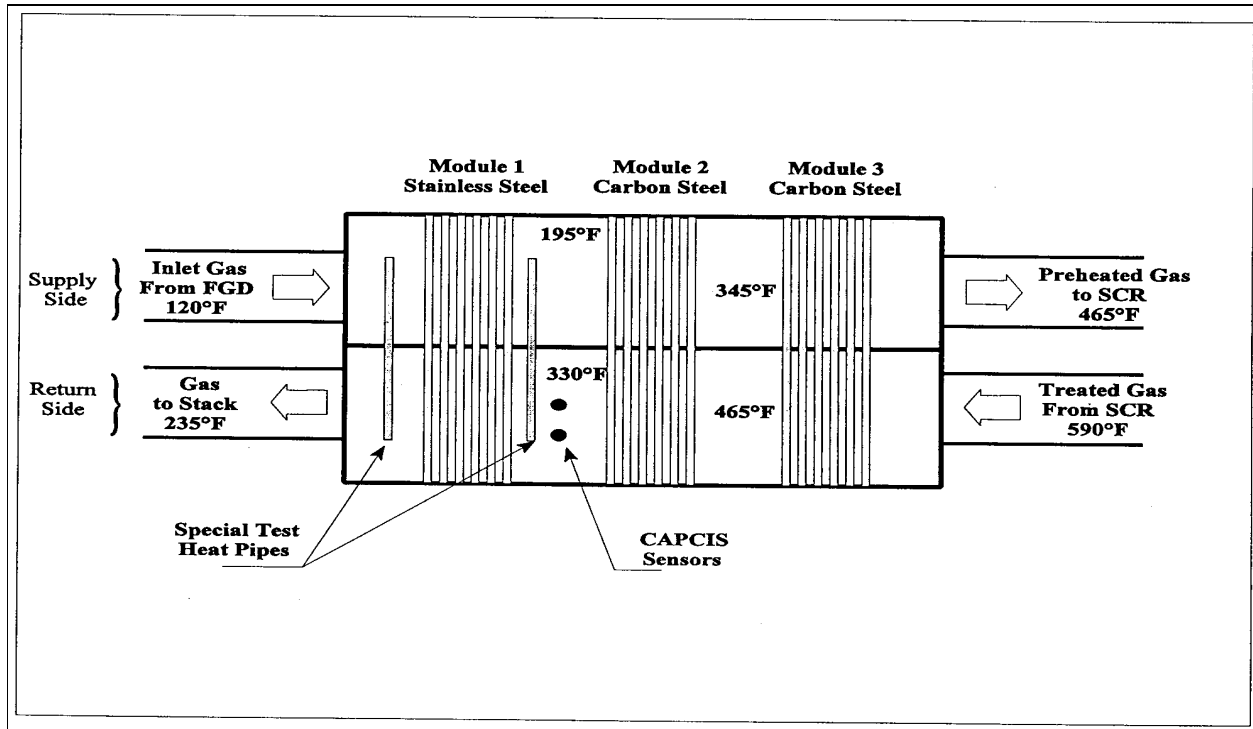 Module 1
Stainless Steel
Module 2
Carbon Steel
Module 3
Carbon Steel
195°F
Supply
Side
Inlet Gas
From FGD
120°F
345°F
Preheated Gas
to SCR
465°F
Return
Side
Gas
to Stack
235°F
330°F
465°F
Treated Gas
From SCR
590°F
Special Test
Heat Pipes
CAPCIS
Sensors